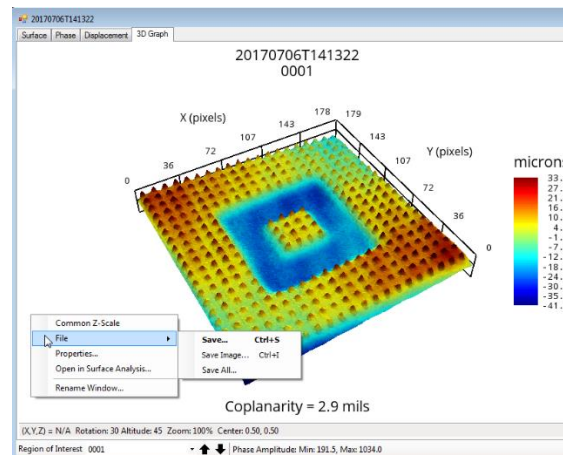 20170706T141322
Surface Phase Displacement 3D Graph
20170706T141322
0001
X (pixels)
0 36 72 107 143 178
179 143 107 72 36 0
Y (pixels)
microns
33.
27.
21.
16.
10.
4.
-1.
-7.
-12.
-18.
-24.
-30.
-35.
-41.
Common Z-Scale
File
Properties...
Open in Surface Analysis...
Rename Window...
Save... Ctrl+S
Save Image... Ctrl+I
Save All...
Coplanarity = 2.9 mils
(X,Y,Z) = N/A Rotation: 30 Altitude: 45 Zoom: 100% Center: 0.50, 0.50
Region of Interest 0001 Phase Amplitude: Min: 191.5, Max: 1034.0